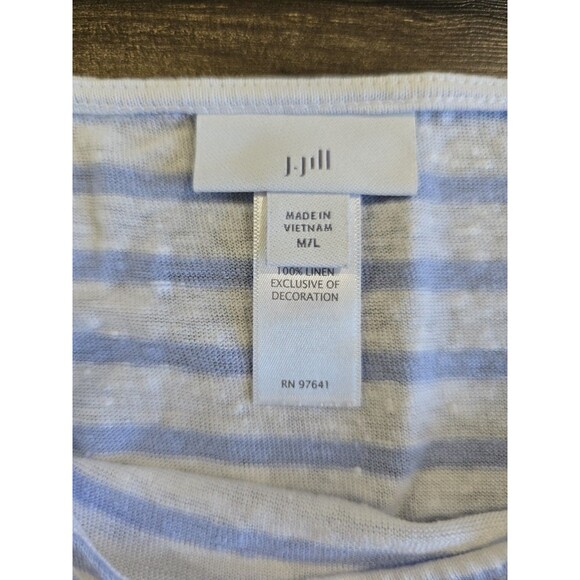 J.Jill
MADE IN
VIETNAM
M/L
100% LINEN
EXCLUSIVE OF
DECORATION
RN 97641